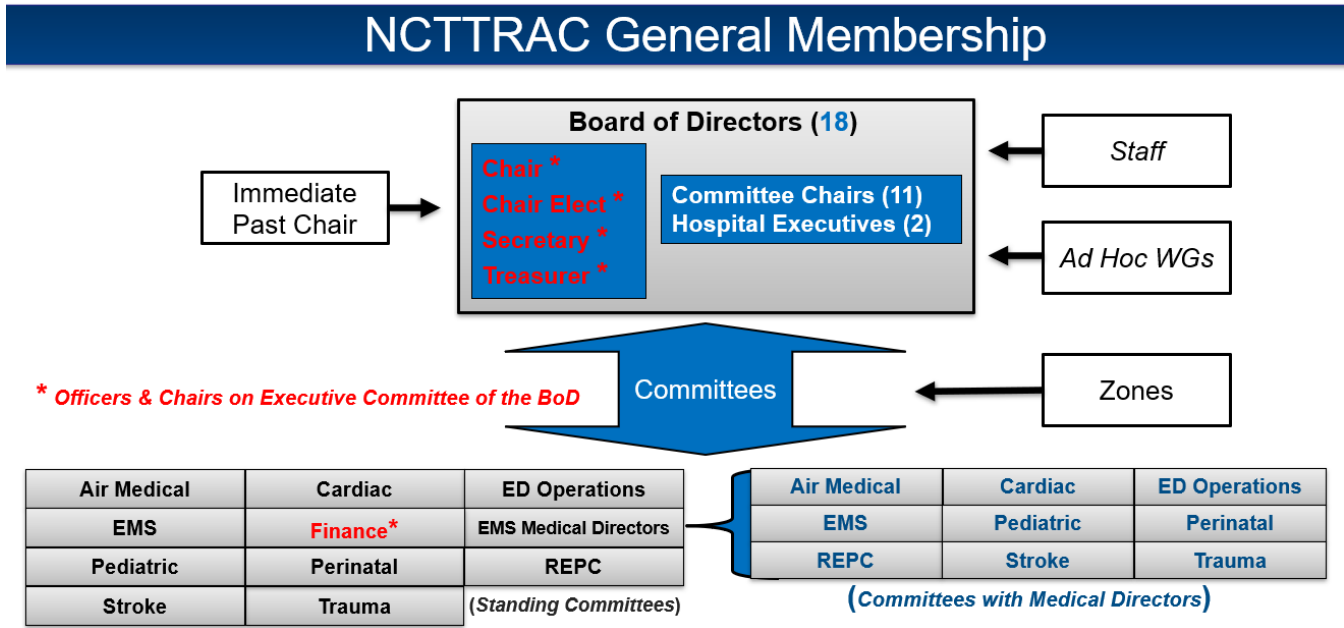 NCTTRAC General Membership
Board of Directors (18)
Chair *
Chair Elect *
Secretary *
Treasurer *
Committee Chairs (11)
Hospital Executives (2)
Immediate
Past Chair
Staff
Ad Hoc WGs
Zones
Committees
* Officers & Chairs on Executive Committee of the BoD
Air Medical
Cardiac
ED Operations
EMS
Finance*
EMS Medical Directors
Pediatric
Perinatal
REPC
Stroke
Trauma
(Standing Committees)
Air Medical
Cardiac
ED Operations
EMS
Pediatric
Perinatal
REPC
Stroke
Trauma
(Committees with Medical Directors)